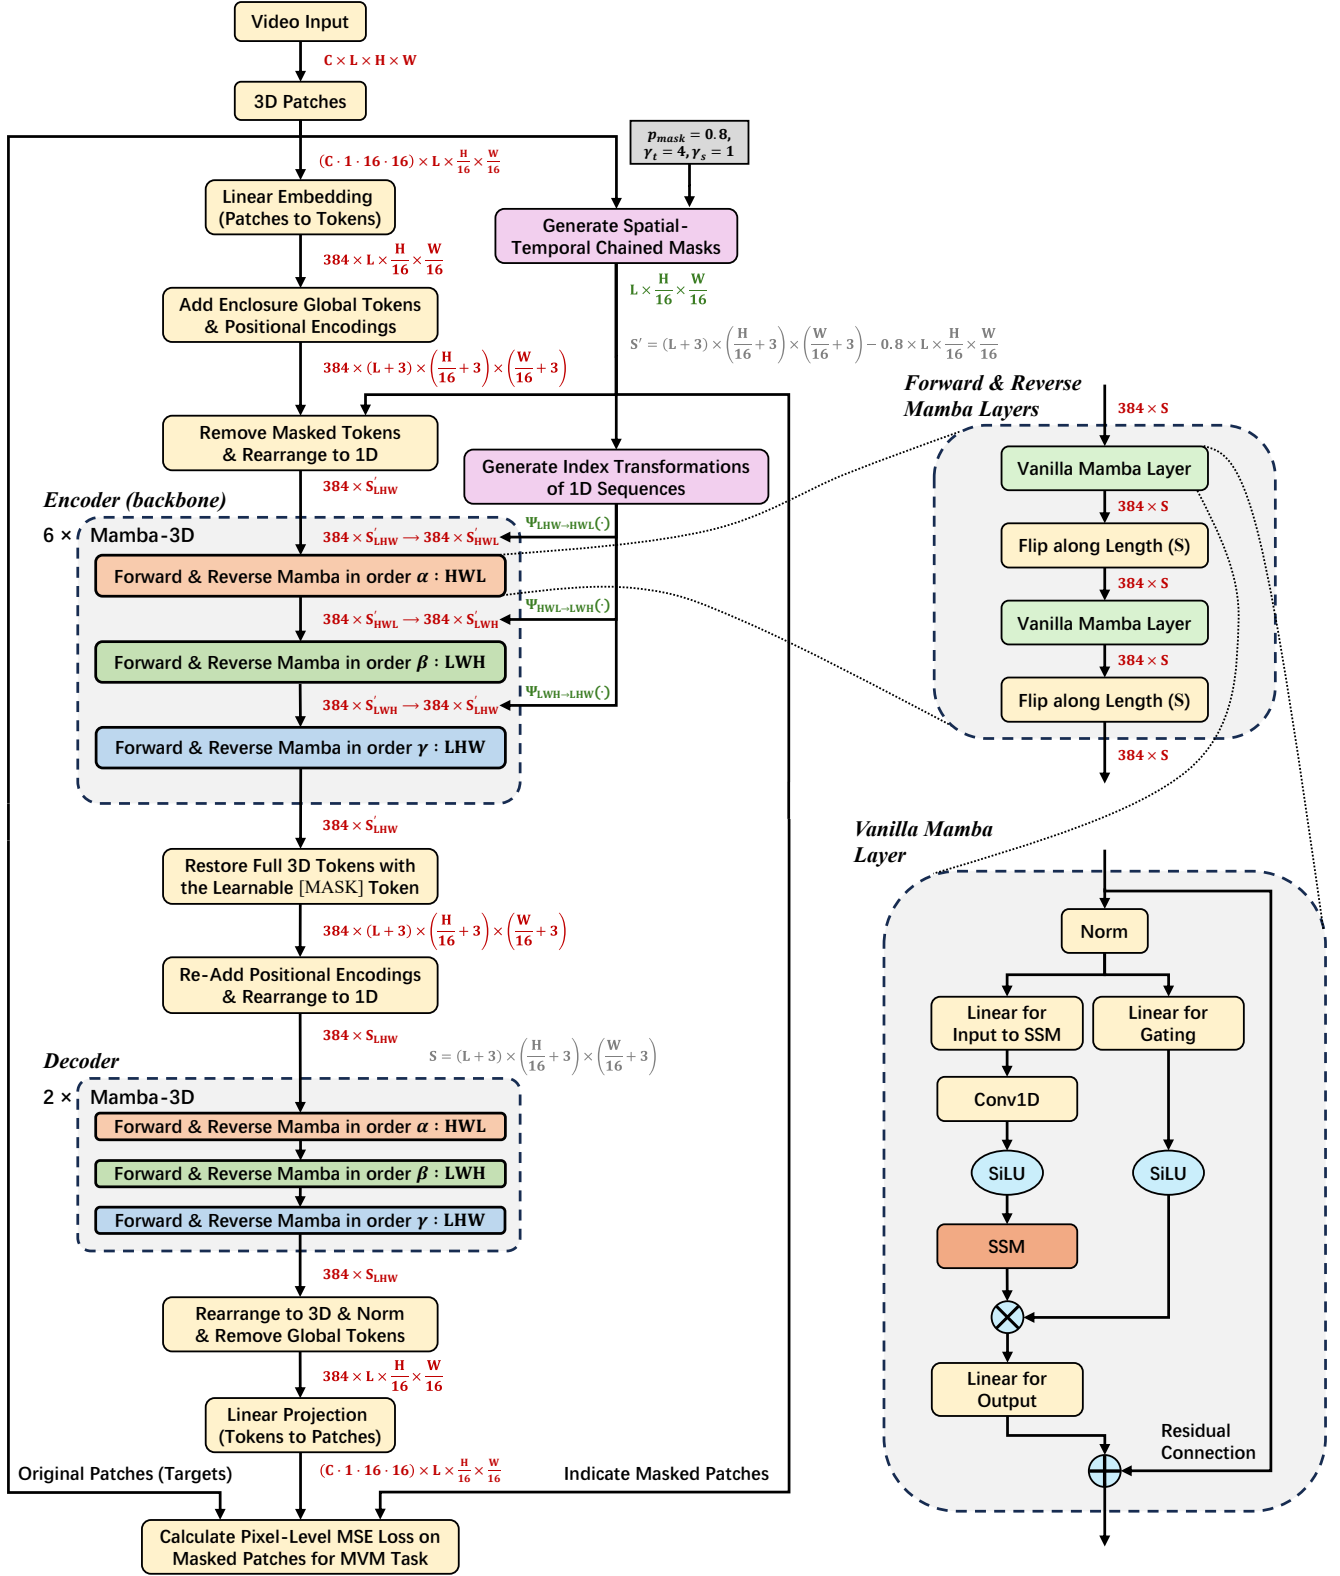 Video Input
C × L × H × W
3D Patches
p_mask = 0.8,
γ_t = 4, γ_s = 1
(C · 1 · 16 · 16) × L × H/16 × W/16
Linear Embedding
(Patches to Tokens)
Generate Spatial-
Temporal Chained Masks
384 × L × H/16 × W/16
L × H/16 × W/16
Add Enclosure Global Tokens
& Positional Encodings
S′ = (L + 3) × (H/16 + 3) × (W/16 + 3) − 0.8 × L × H/16 × W/16
384 × (L + 3) × (H/16 + 3) × (W/16 + 3)
Remove Masked Tokens
& Rearrange to 1D
Generate Index Transformations
of 1D Sequences
384 × S′_LHW
Encoder (backbone)
6 ×
Mamba-3D
384 × S′_LHW → 384 × S′_HWL
Ψ_LHW→HWL(·)
Forward & Reverse Mamba in order α : HWL
384 × S′_HWL → 384 × S′_LWH
Ψ_HWL→LWH(·)
Forward & Reverse Mamba in order β : LWH
384 × S′_LWH → 384 × S′_LHW
Ψ_LWH→LHW(·)
Forward & Reverse Mamba in order γ : LHW
384 × S′_LHW
Restore Full 3D Tokens with
the Learnable [MASK] Token
384 × (L + 3) × (H/16 + 3) × (W/16 + 3)
Re-Add Positional Encodings
& Rearrange to 1D
384 × S_LHW
S = (L + 3) × (H/16 + 3) × (W/16 + 3)
Decoder
2 ×
Mamba-3D
Forward & Reverse Mamba in order α : HWL
Forward & Reverse Mamba in order β : LWH
Forward & Reverse Mamba in order γ : LHW
384 × S_LHW
Rearrange to 3D & Norm
& Remove Global Tokens
384 × L × H/16 × W/16
Linear Projection
(Tokens to Patches)
(C · 1 · 16 · 16) × L × H/16 × W/16
Original Patches (Targets)
Indicate Masked Patches
Calculate Pixel-Level MSE Loss on
Masked Patches for MVM Task
Forward & Reverse
Mamba Layers
384 × S
Vanilla Mamba Layer
384 × S
Flip along Length (S)
384 × S
Vanilla Mamba Layer
384 × S
Flip along Length (S)
384 × S
Vanilla Mamba
Layer
Norm
Linear for
Input to SSM
Linear for
Gating
Conv1D
SiLU
SiLU
SSM
Linear for
Output
Residual
Connection